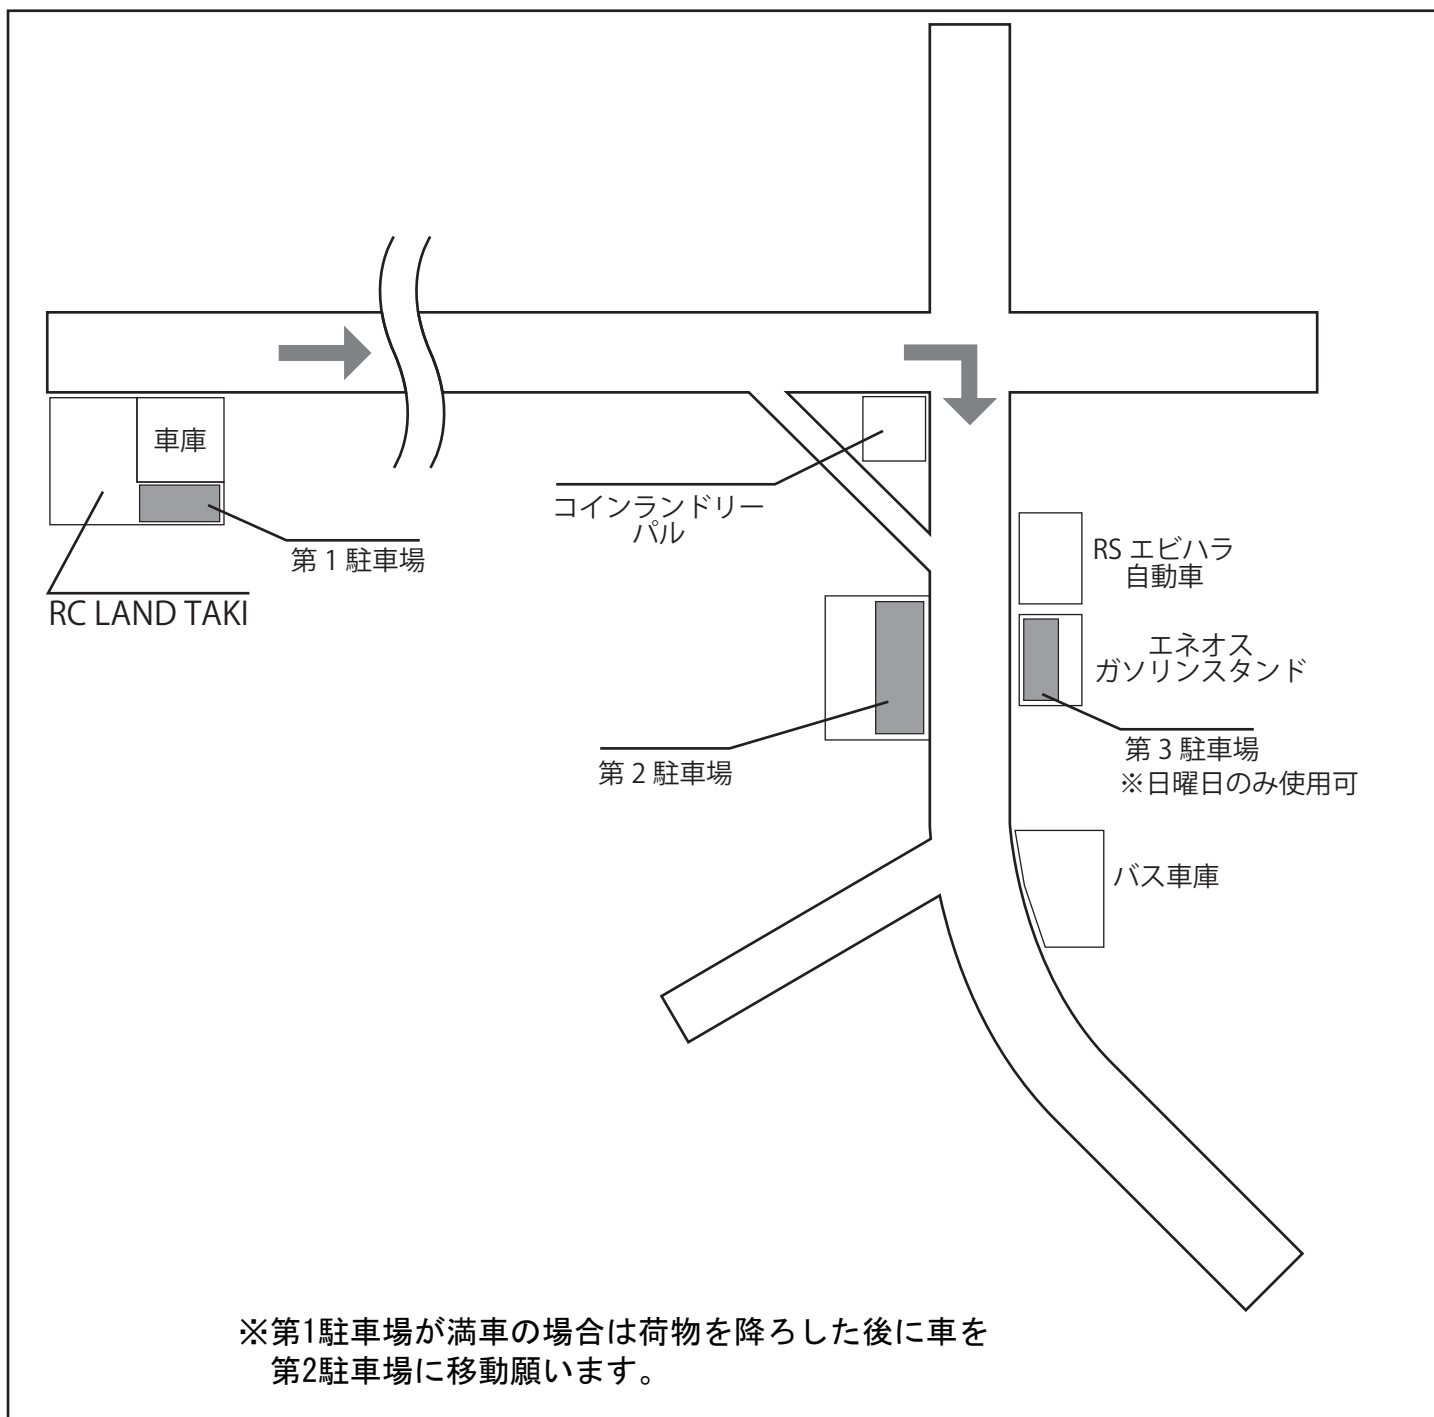 車庫
第 1 駐車場
RC LAND TAKI
コインランドリー
パル
RS エビハラ
自動車
エネオス
ガソリンスタンド
第 2 駐車場
第 3 駐車場
※日曜日のみ使用可
バス車庫
※第1駐車場が満車の場合は荷物を降ろした後に車を
第2駐車場に移動願います。